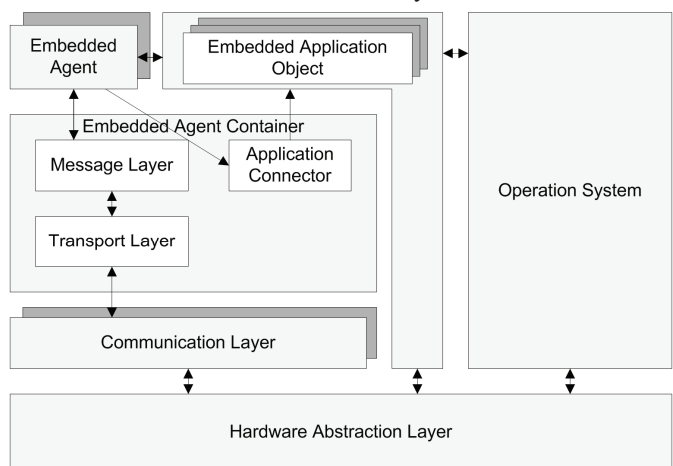 Embedded
Agent
Embedded Application
Object
Embedded Agent Container
Message Layer
Application
Connector
Operation System
Transport Layer
Communication Layer
Hardware Abstraction Layer